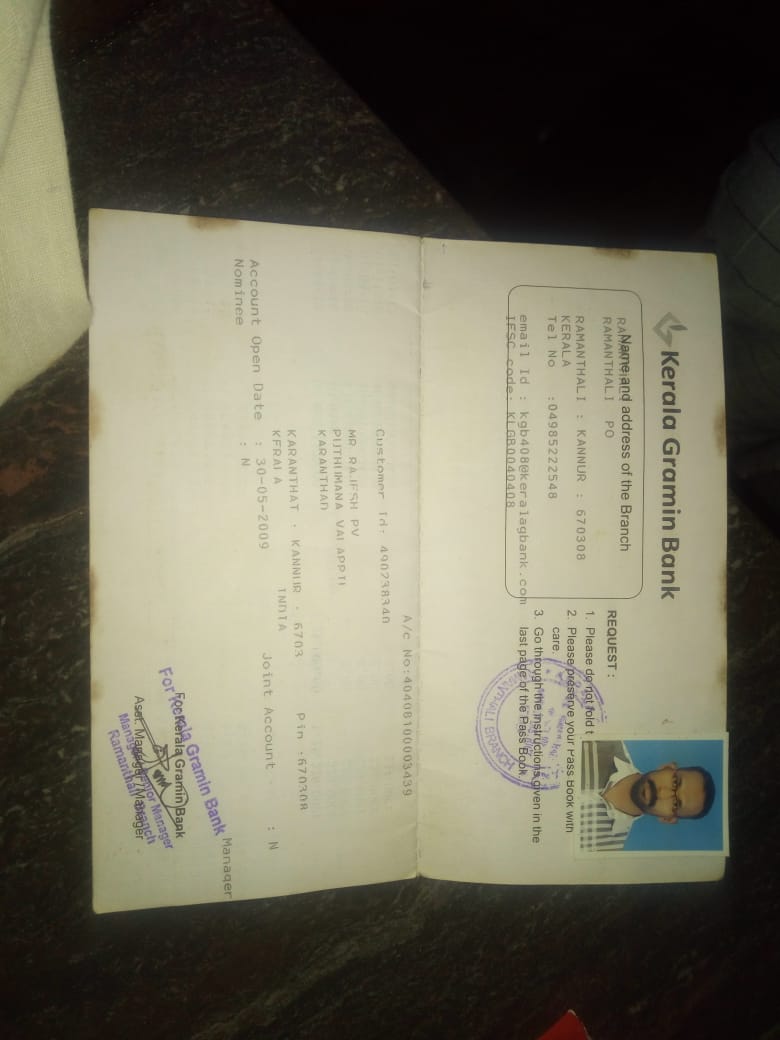 Kerala Gramin Bank
Name and address of the Branch
RAMANTHALI
RAMANTHALI PO
RAMANTHALI : KANNUR : 670308
KERALA
Tel No :04985222548
email Id : kgb408@keralagbank.com
IFSC code: KLGB0040408
REQUEST :
1. Please do not fold t
2. Please preserve your Pass Book with
care.
3. Go through the instructions given in the
last page of the Pass Book.
RAMANTHALI BRANCH
A/c No:40408100003439
Customer Id: 490238340
MR RAJESH PV
PUTHUMANA VALAPPIL
KARANTHAD
KARANTHAT : KANNUR : 6703 Pin :670308
KERALA INDIA
Account Open Date : 30-05-2009 Joint Account : N
Nominee : N
Manager
For Kerala Gramin Bank
For Kerala Gramin Bank
Asst. Manager/Manager
Manager/Senior Manager
Ramanthali Branch